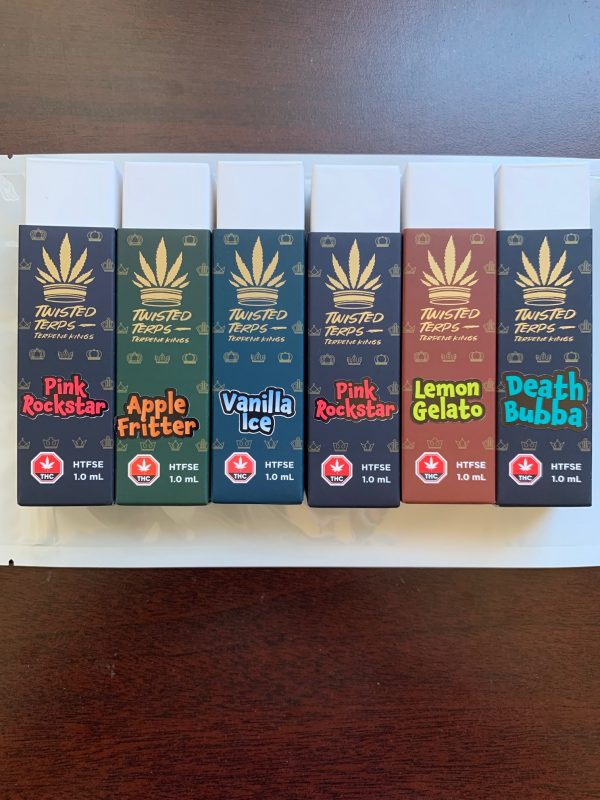 TWISTED
TERPS
TERPENE KINGS
Pink
Rockstar
THC
HTFSE
1.0 mL
TWISTED
TERPS
TERPENE KINGS
Apple
Fritter
THC
HTFSE
1.0 mL
TWISTED
TERPS
TERPENE KINGS
Vanilla
Ice
THC
HTFSE
1.0 mL
TWISTED
TERPS
TERPENE KINGS
Pink
Rockstar
THC
HTFSE
1.0 mL
TWISTED
TERPS
TERPENE KINGS
Lemon
Gelato
THC
HTFSE
1.0 mL
TWISTED
TERPS
TERPENE KINGS
Death
Bubba
THC
HTFSE
1.0 mL